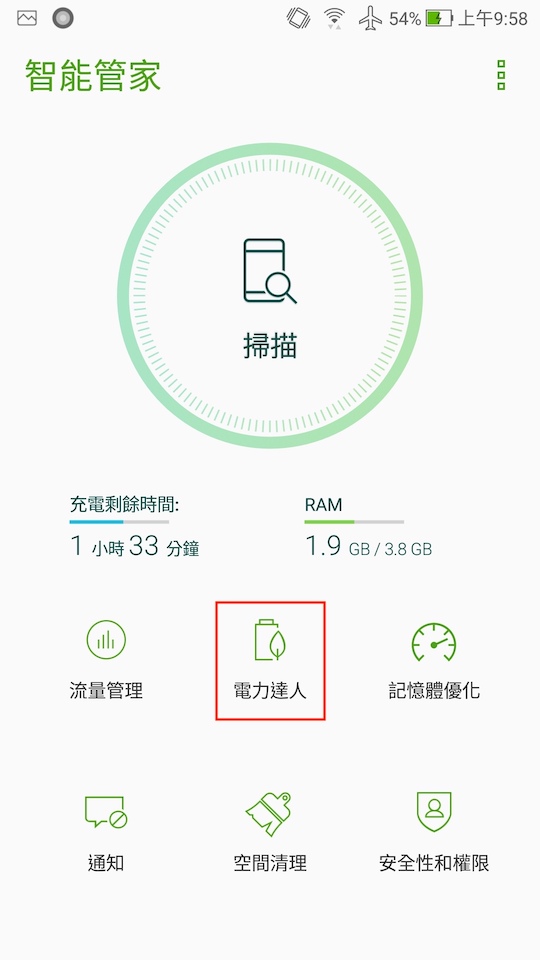 54% 上午9:58
智能管家
掃描
充電剩餘時間:
1 小時 33 分鐘
RAM
1.9 GB / 3.8 GB
流量管理
電力達人
記憶體優化
通知
空間清理
安全性和權限